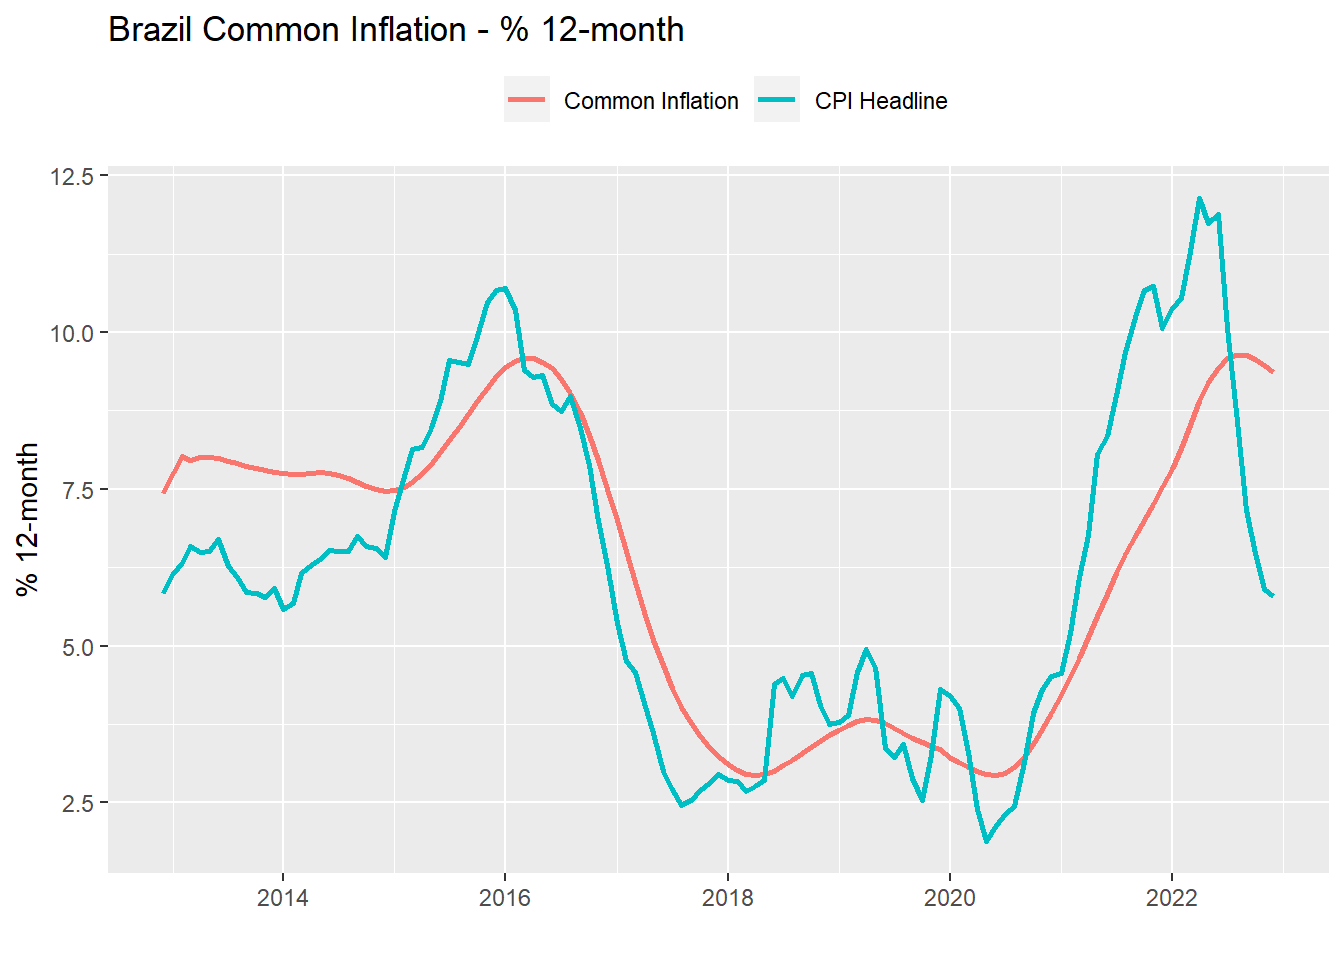 Brazil Common Inflation - % 12-month
Common Inflation CPI Headline
% 12-month
12.5
10.0
7.5
5.0
2.5
2014 2016 2018 2020 2022